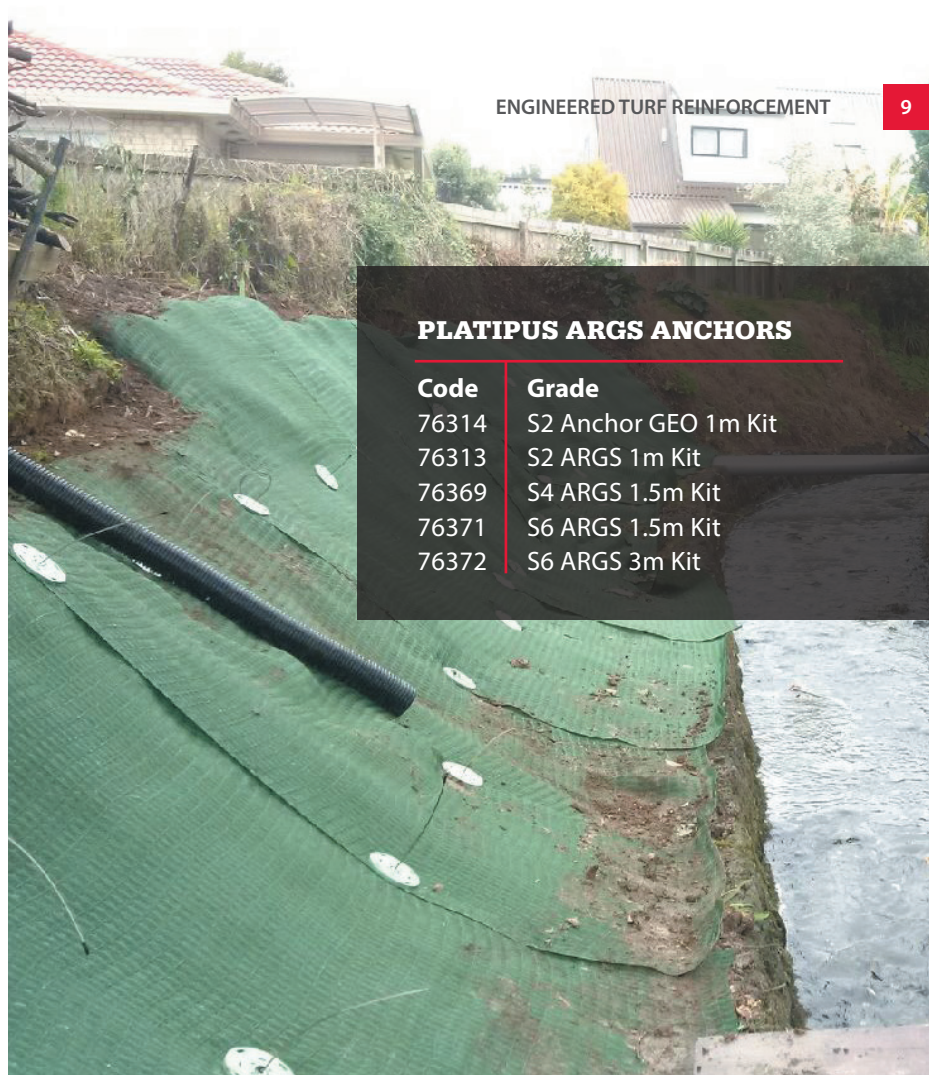 ENGINEERED TURF REINFORCEMENT 9
PLATIPUS ARGS ANCHORS
Code Grade
76314 S2 Anchor GEO 1m Kit
76313 S2 ARGS 1m Kit
76369 S4 ARGS 1.5m Kit
76371 S6 ARGS 1.5m Kit
76372 S6 ARGS 3m Kit